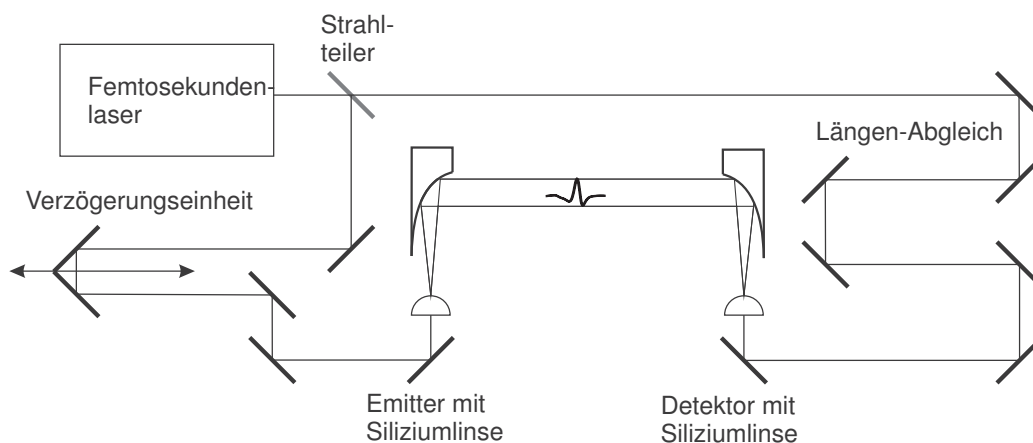 Strahl-
teiler
Femtosekunden-
laser
Längen-Abgleich
Verzögerungseinheit
Emitter mit
Siliziumlinse
Detektor mit
Siliziumlinse